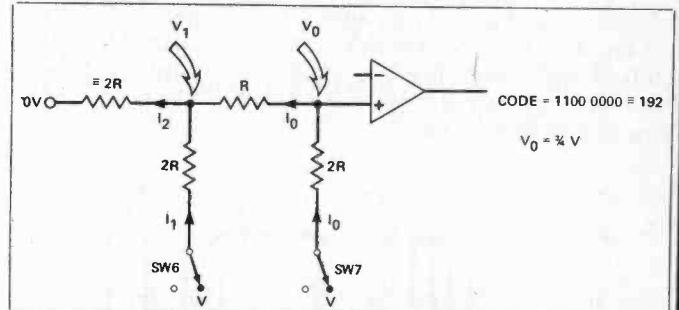 V1
V0
0V
≡ 2R
R
I2
I0
−
+
CODE = 1100 0000 ≡ 192
V0 = ¾ V
2R
2R
I1
I0
SW6
SW7
V
V